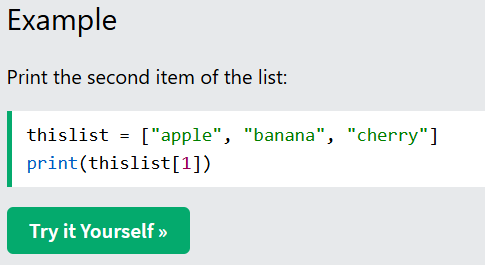 Example
Print the second item of the list:
thislist = ["apple", "banana", "cherry"]
print(thislist[1])
Try it Yourself »